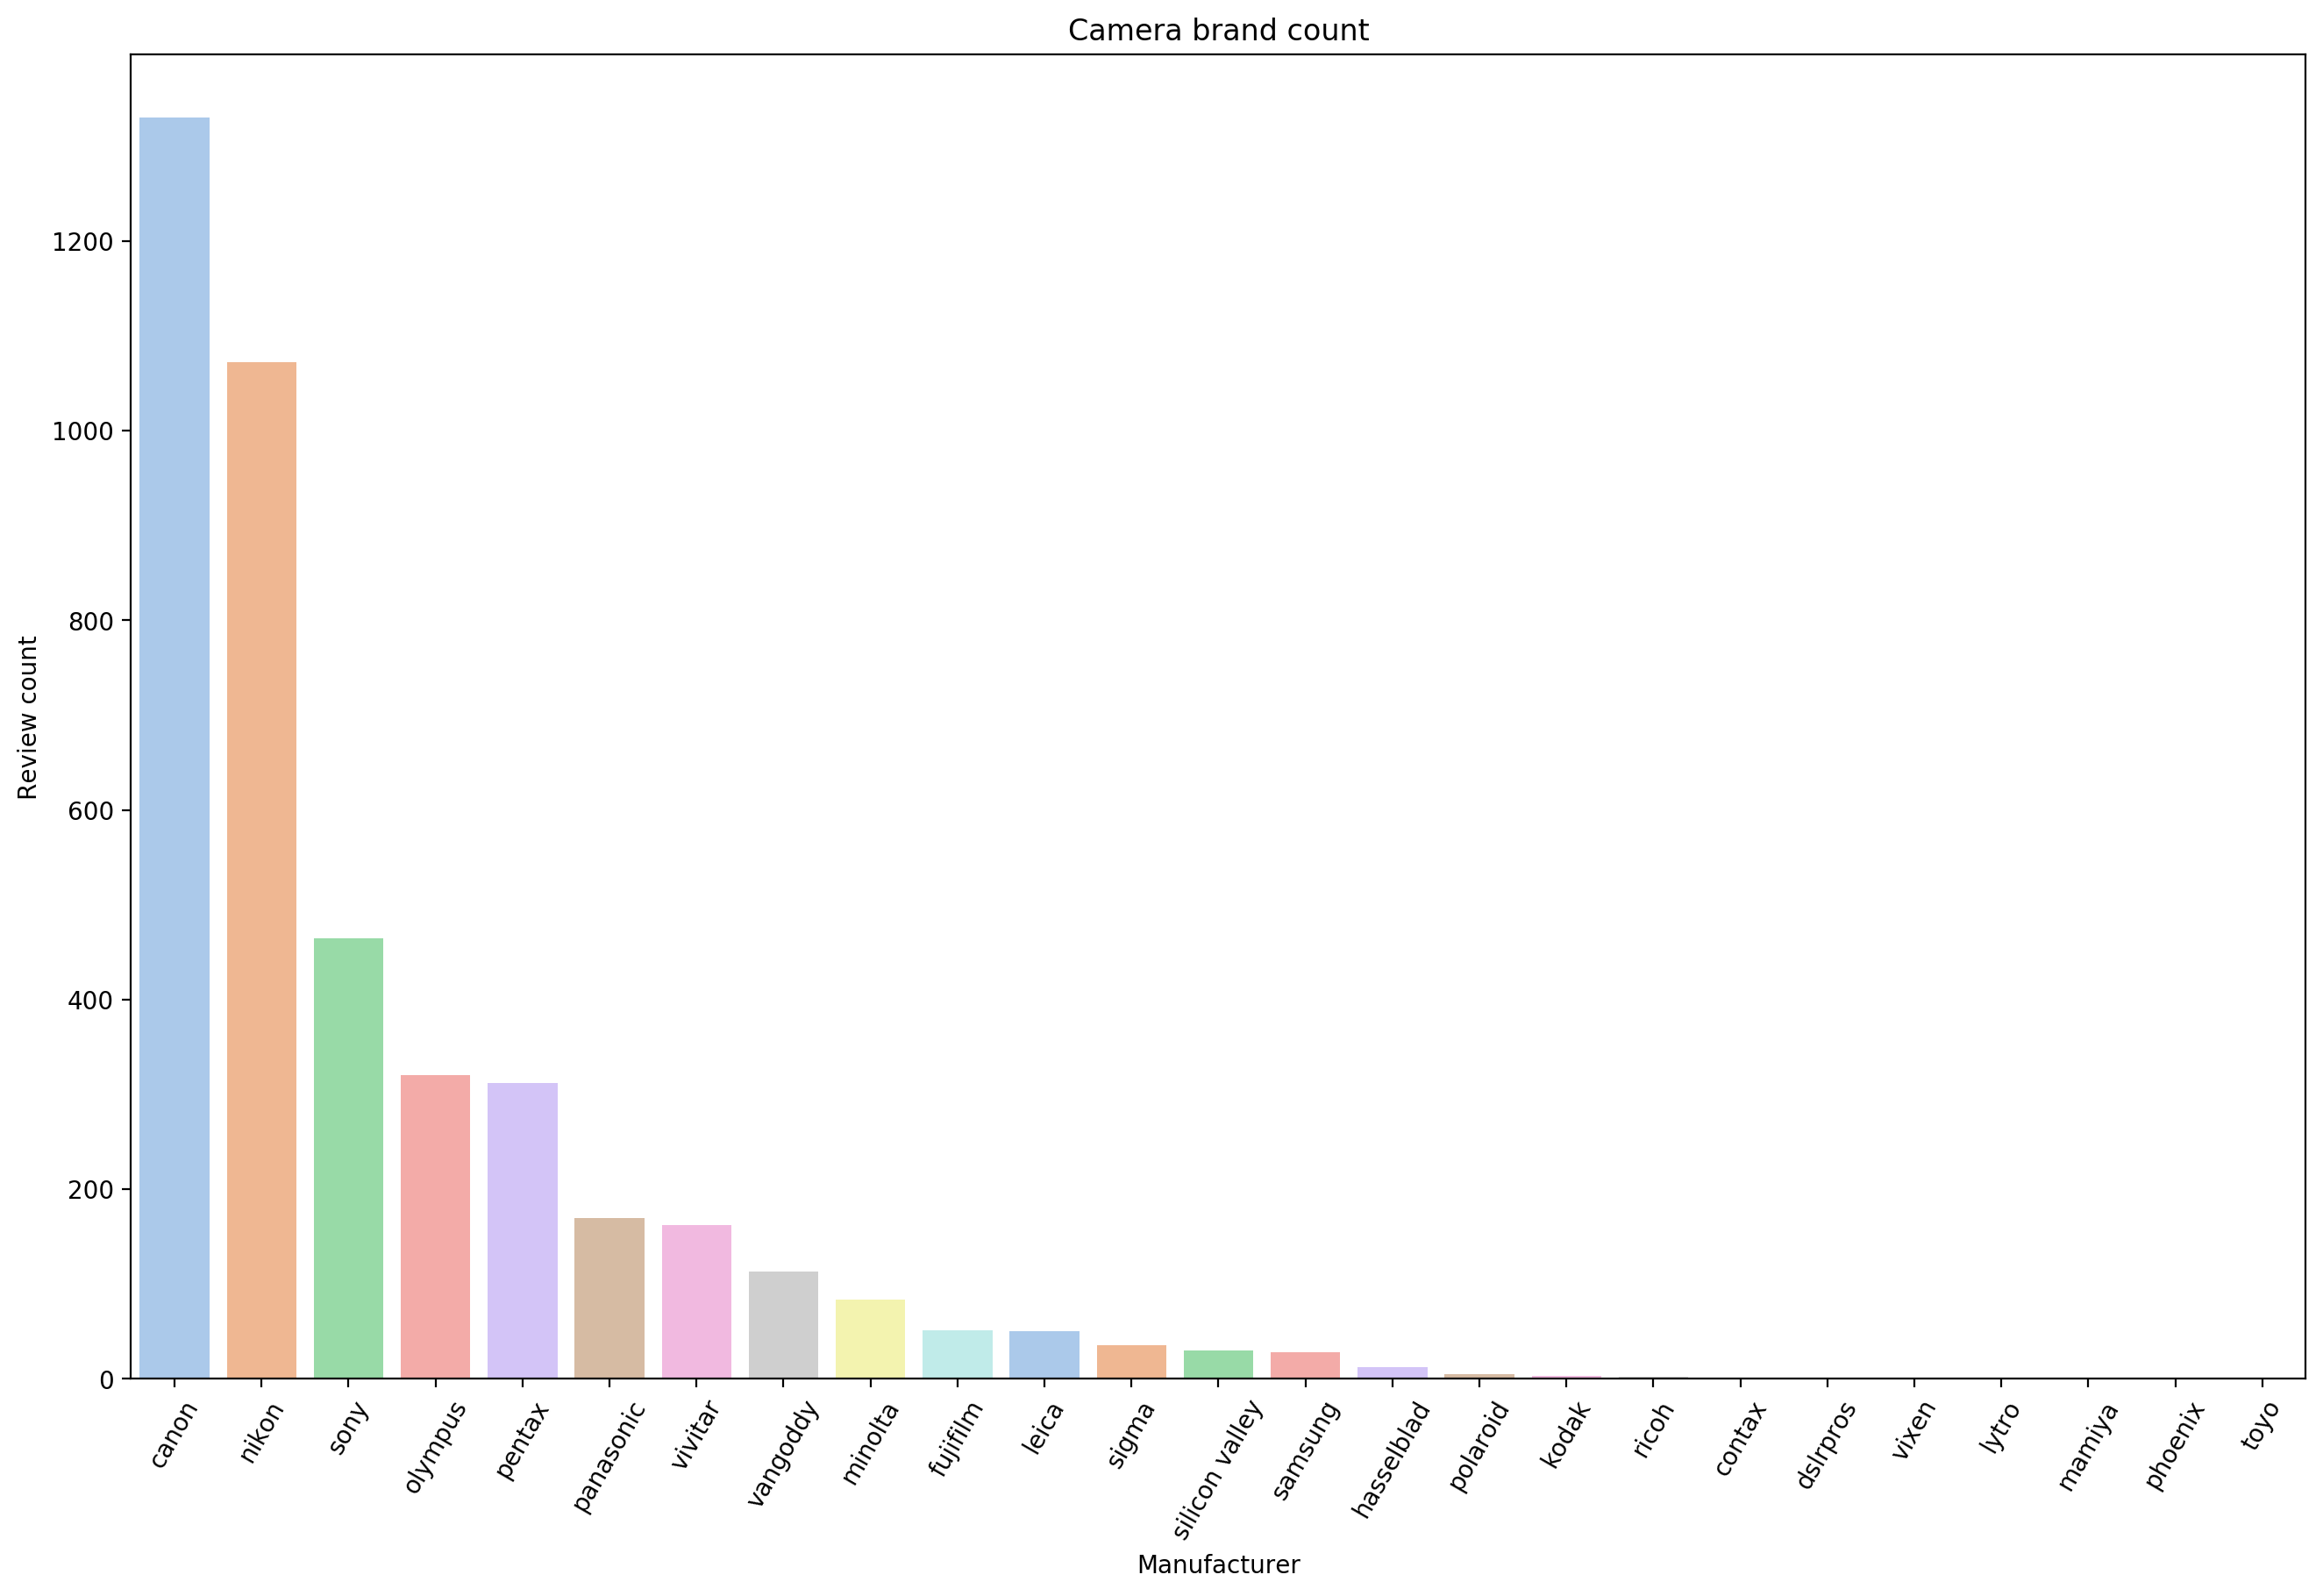 Camera brand count
1200
1000
800
600
400
200
0
Review count
canon
nikon
sony
olympus
pentax
panasonic
vivitar
vangoddy
minolta
fujifilm
leica
sigma
silicon valley
samsung
hasselblad
polaroid
kodak
ricoh
contax
dslrpros
vixen
lytro
mamiya
phoenix
toyo
Manufacturer